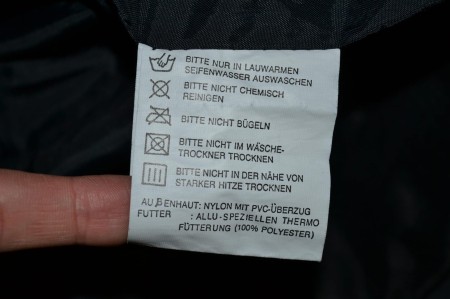 BITTE NUR IN LAUWARMEN
SEIFENWASSER AUSWASCHEN
BITTE NICHT CHEMISCH
REINIGEN
BITTE NICHT BÜGELN
BITTE NICHT IM WÄSCHE-
TROCKNER TROCKNEN
BITTE NICHT IN DER NÄHE VON
STARKER HITZE TROCKNEN
AUßENHAUT: NYLON MIT PVC-ÜBERZUG
FUTTER : ALLU-SPEZIELLEN THERMO
FÜTTERUNG (100% POLYESTER)